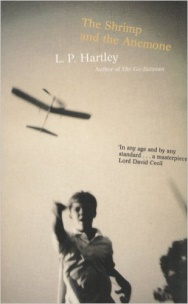 The Shrimp
and the Anemone
L. P. Hartley
Author of The Go-Between
'In any age and by any
standard . . . a masterpiece'
Lord David Cecil